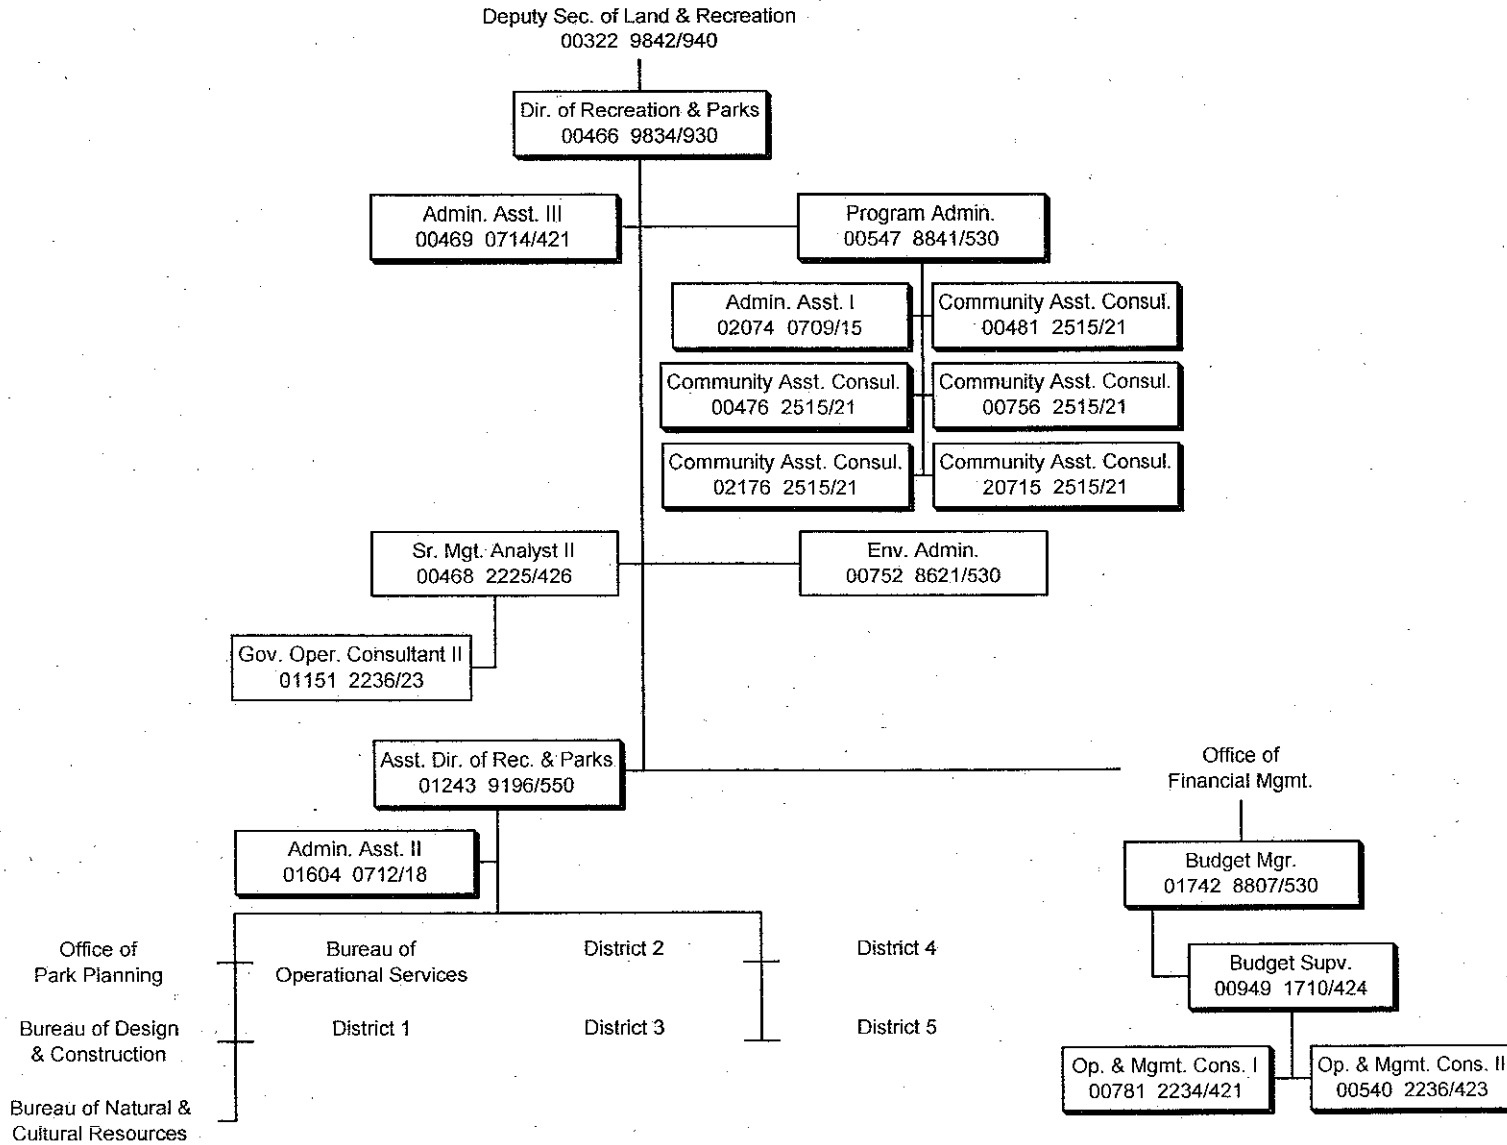 Deputy Sec. of Land & Recreation
00322 9842/940
Dir. of Recreation & Parks
00466 9834/930
Admin. Asst. III
00469 0714/421
Program Admin.
00547 8841/530
Admin. Asst. I
02074 0709/15
Community Asst. Consul.
00481 2515/21
Community Asst. Consul.
00476 2515/21
Community Asst. Consul.
00756 2515/21
Community Asst. Consul.
02176 2515/21
Community Asst. Consul.
20715 2515/21
Sr. Mgt. Analyst II
00468 2225/426
Env. Admin.
00752 8621/530
Gov. Oper. Consultant II
01151 2236/23
Asst. Dir. of Rec. & Parks
01243 9196/550
Office of
Financial Mgmt.
Admin. Asst. II
01604 0712/18
Budget Mgr.
01742 8807/530
Office of
Park Planning
Bureau of
Operational Services
District 2
District 4
Budget Supv.
00949 1710/424
Bureau of Design
& Construction
District 1
District 3
District 5
Op. & Mgmt. Cons. I
00781 2234/421
Op. & Mgmt. Cons. II
00540 2236/423
Bureau of Natural &
Cultural Resources